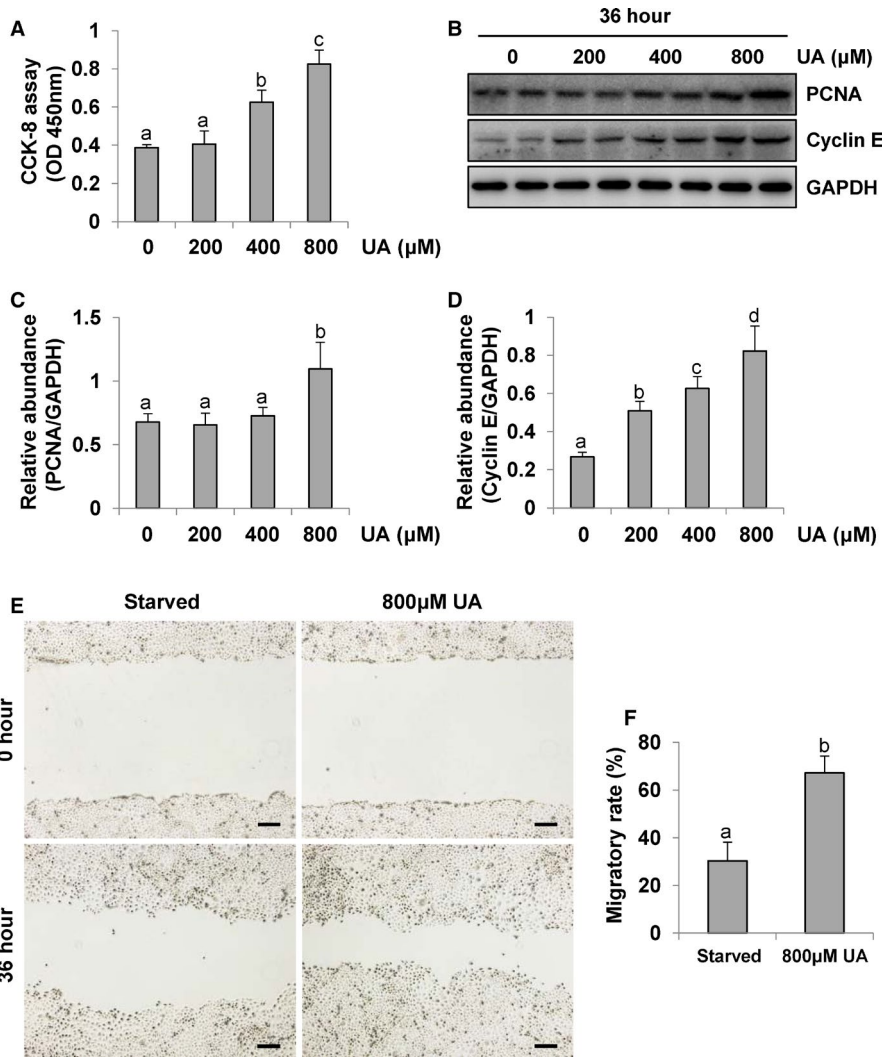 A
CCK-8 assay
(OD 450nm)
1
0.8
0.6
0.4
0.2
0
a
a
b
c
0 200 400 800 UA (µM)
B
36 hour
0 200 400 800 UA (µM)
PCNA
Cyclin E
GAPDH
C
Relative abundance
(PCNA/GAPDH)
1.5
1
0.5
0
a
a
a
b
0 200 400 800 UA (µM)
D
Relative abundance
(Cyclin E/GAPDH)
1
0.8
0.6
0.4
0.2
0
a
b
c
d
0 200 400 800 UA (µM)
E
Starved 800µM UA
0 hour
36 hour
F
Migratory rate (%)
80
60
40
20
0
a
b
Starved 800µM UA